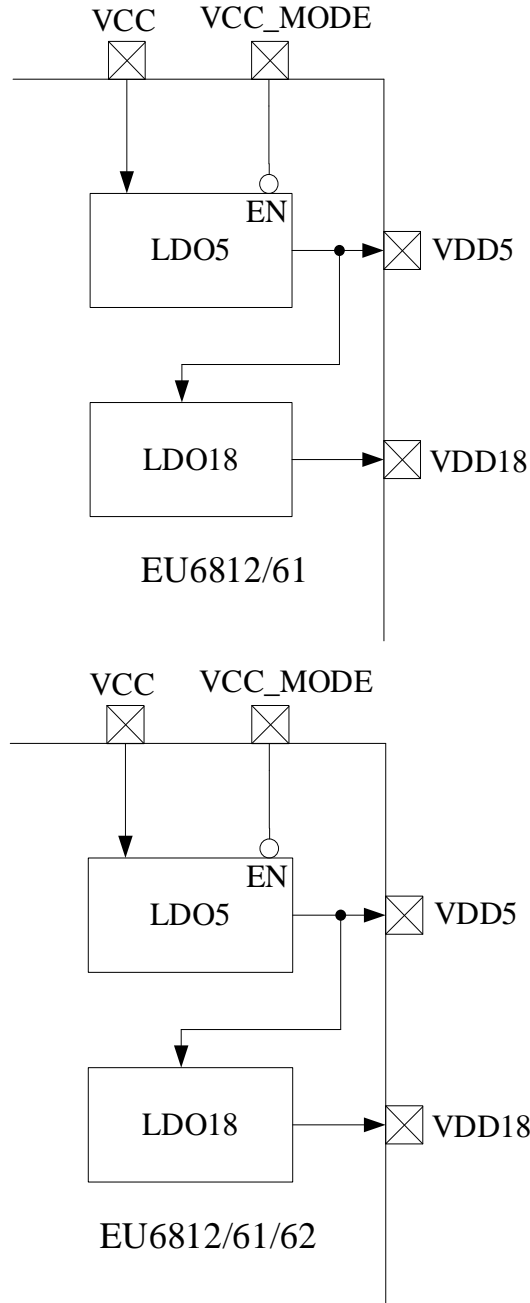 VCC VCC_MODE
EN
LDO5
VDD5
LDO18
VDD18
EU6812/61
VCC VCC_MODE
EN
LDO5
VDD5
LDO18
VDD18
EU6812/61/62